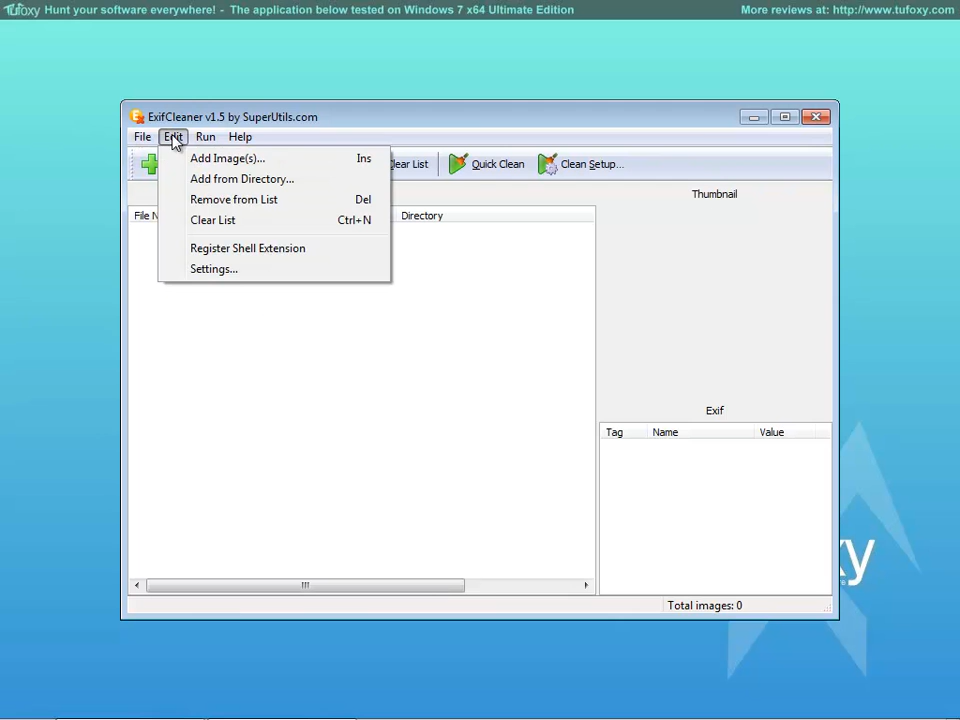 Tufoxy Hunt your software everywhere! - The application below tested on Windows 7 x64 Ultimate Edition More reviews at: http://www.tufoxy.com
ExifCleaner v1.5 by SuperUtils.com
File Edit Run Help
Add Image(s)... Ins
Add from Directory...
Remove from List Del
Clear List Ctrl+N
Register Shell Extension
Settings...
Clear List Quick Clean Clean Setup...
Thumbnail
File N Directory
Exif
Tag Name Value
Total images: 0
oxy